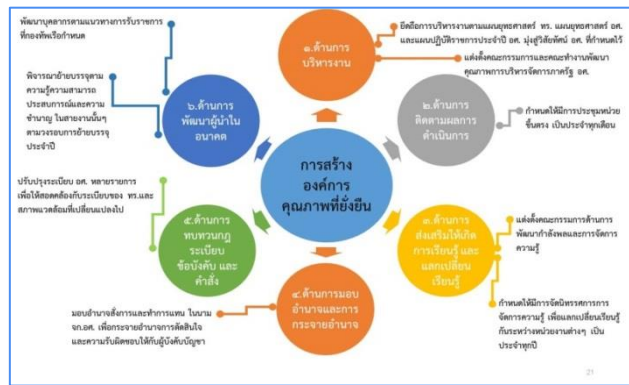 พัฒนาบุคลากรตามแนวทางการรับราชการ
ที่กองทัพเรือกำหนด
๑.ด้านการ
บริหารงาน
ยึดถือการบริหารงานตามแผนยุทธศาสตร์ ทร. แผนยุทธศาสตร์ อศ.
และแผนปฏิบัติราชการประจำปี อศ. มุ่งสู่วิสัยทัศน์ อศ. ที่กำหนดไว้
แต่งตั้งคณะกรรมการและคณะทำงานพัฒนา
คุณภาพการบริหารจัดการภาครัฐ อศ.
พิจารณาย้ายบรรจุตาม
ความรู้ความสามารถ
ประสบการณ์และความ
ชำนาญ ในสายงานนั้นๆ
ตามวงรอบการย้ายบรรจุ
ประจำปี
๖.ด้านการ
พัฒนาผู้นำใน
อนาคต
๒.ด้านการ
ติดตามผลการ
ดำเนินการ
กำหนดให้มีการประชุมหน่วย
ขึ้นตรง เป็นประจำทุกเดือน
การสร้าง
องค์การ
คุณภาพที่ยั่งยืน
ปรับปรุงระเบียบ อศ. หลายรายการ
เพื่อให้สอดคล้องกับระเบียบของ ทร.และ
สภาพแวดล้อมที่เปลี่ยนแปลงไป
๕.ด้านการ
ทบทวนกฎ
ระเบียบ
ข้อบังคับ และ
คำสั่ง
๓.ด้านการ
ส่งเสริมให้เกิด
การเรียนรู้ และ
แลกเปลี่ยน
เรียนรู้
แต่งตั้งคณะกรรมการด้านการ
พัฒนากำลังพลและการจัดการ
ความรู้
๔.ด้านการมอบ
อำนาจและการ
กระจายอำนาจ
มอบอำนาจสั่งการและทำการแทน ในนาม
จก.อศ. เพื่อกระจายอำนาจการตัดสินใจ
และความรับผิดชอบให้กับผู้บังคับบัญชา
กำหนดให้มีการจัดนิทรรศการการ
จัดการความรู้ เพื่อแลกเปลี่ยนเรียนรู้
กันระหว่างหน่วยงานต่างๆ เป็น
ประจำทุกปี
21